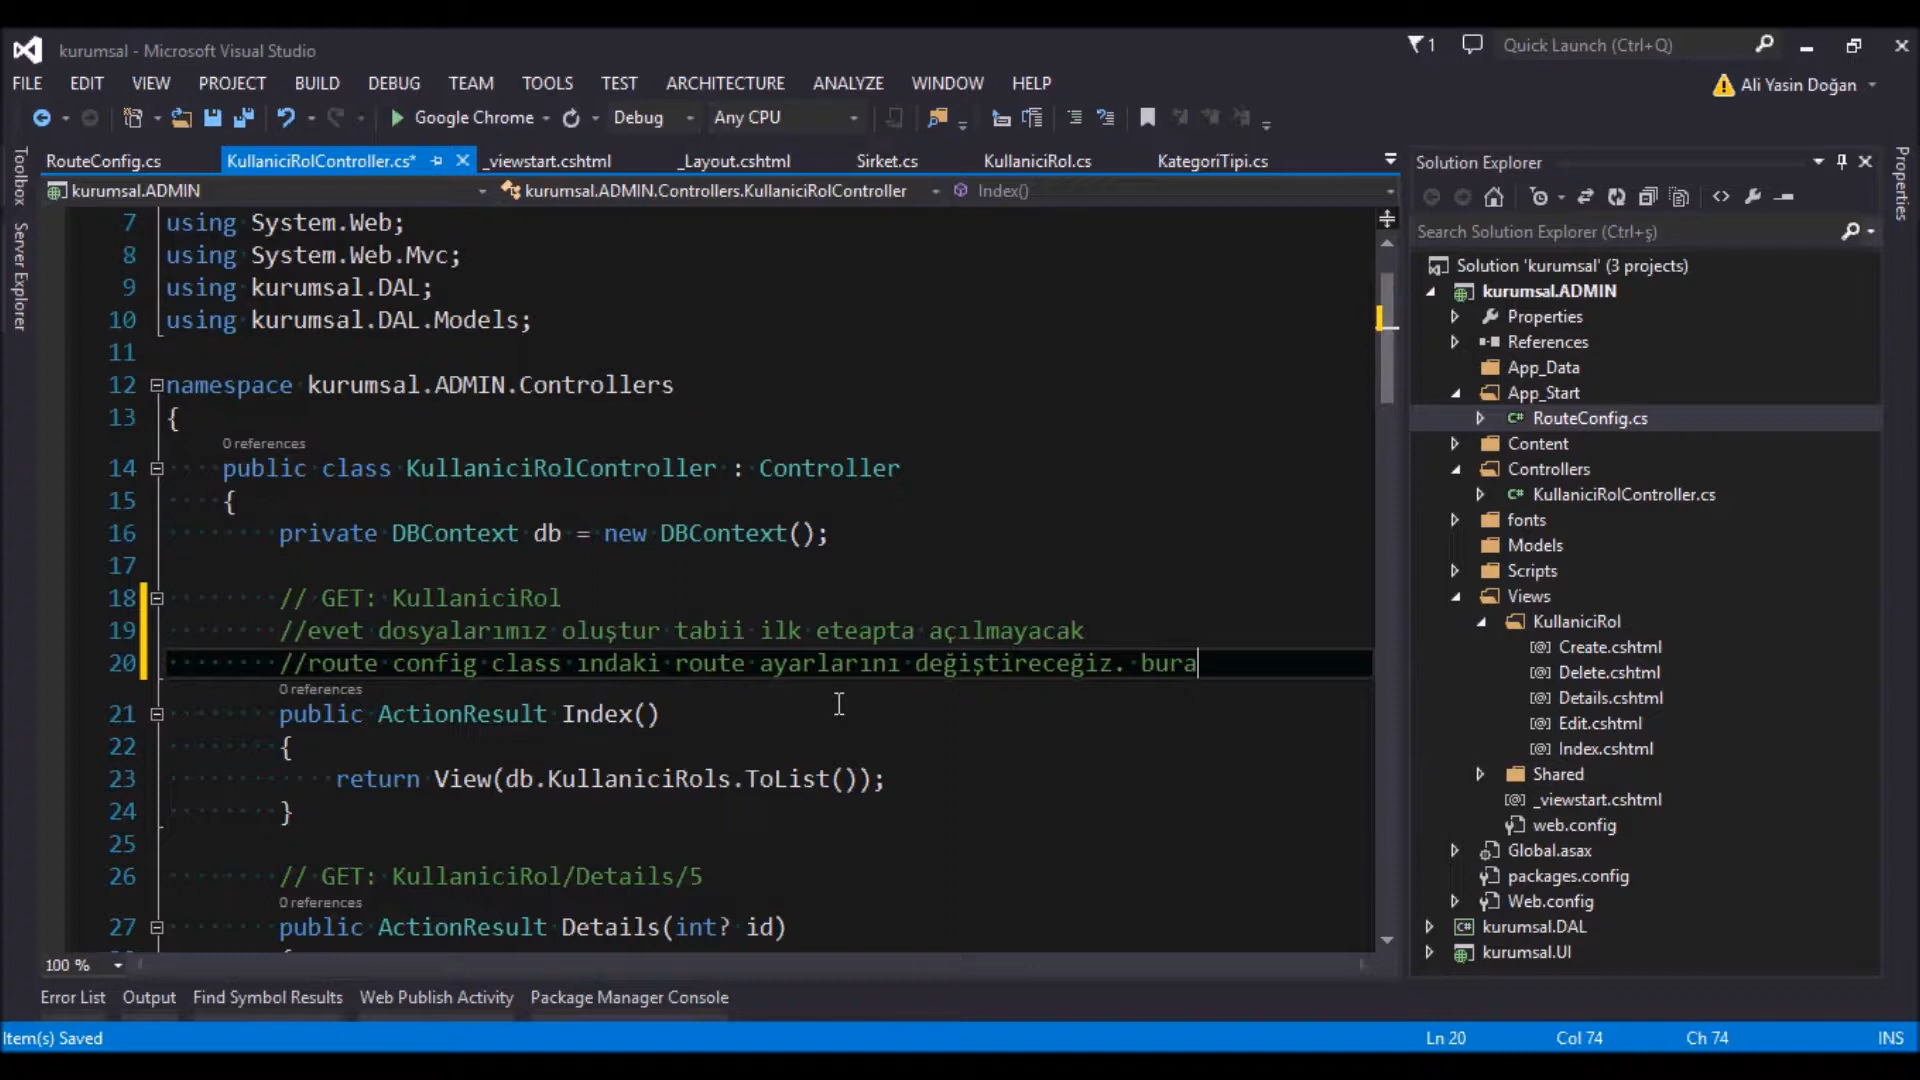 kurumsal - Microsoft Visual Studio
1
Quick Launch (Ctrl+Q)
FILE EDIT VIEW PROJECT BUILD DEBUG TEAM TOOLS TEST ARCHITECTURE ANALYZE WINDOW HELP
Ali Yasin Doğan
Google Chrome Debug Any CPU
Toolbox
Server Explorer
RouteConfig.cs KullaniciRolController.cs* _viewstart.cshtml _Layout.cshtml Sirket.cs KullaniciRol.cs KategoriTipi.cs
kurumsal.ADMIN kurumsal.ADMIN.Controllers.KullaniciRolController Index()
7 using System.Web;
8 using System.Web.Mvc;
9 using kurumsal.DAL;
10 using kurumsal.DAL.Models;
11
12 namespace kurumsal.ADMIN.Controllers
13 {
0 references
14 public class KullaniciRolController : Controller
15 {
16 private DBContext db = new DBContext();
17
18 // GET: KullaniciRol
19 //evet dosyalarımız oluştur tabii ilk eteapta açılmayacak
20 //route config class ındaki route ayarlarını değiştireceğiz. bura
0 references
21 public ActionResult Index()
22 {
23 return View(db.KullaniciRols.ToList());
24 }
25
26 // GET: KullaniciRol/Details/5
0 references
27 public ActionResult Details(int? id)
100 %
Solution Explorer
Search Solution Explorer (Ctrl+ş)
Solution 'kurumsal' (3 projects)
kurumsal.ADMIN
Properties
References
App_Data
App_Start
RouteConfig.cs
Content
Controllers
KullaniciRolController.cs
fonts
Models
Scripts
Views
KullaniciRol
Create.cshtml
Delete.cshtml
Details.cshtml
Edit.cshtml
Index.cshtml
Shared
_viewstart.cshtml
web.config
Global.asax
packages.config
Web.config
kurumsal.DAL
kurumsal.UI
Properties
Error List Output Find Symbol Results Web Publish Activity Package Manager Console
Item(s) Saved Ln 20 Col 74 Ch 74 INS